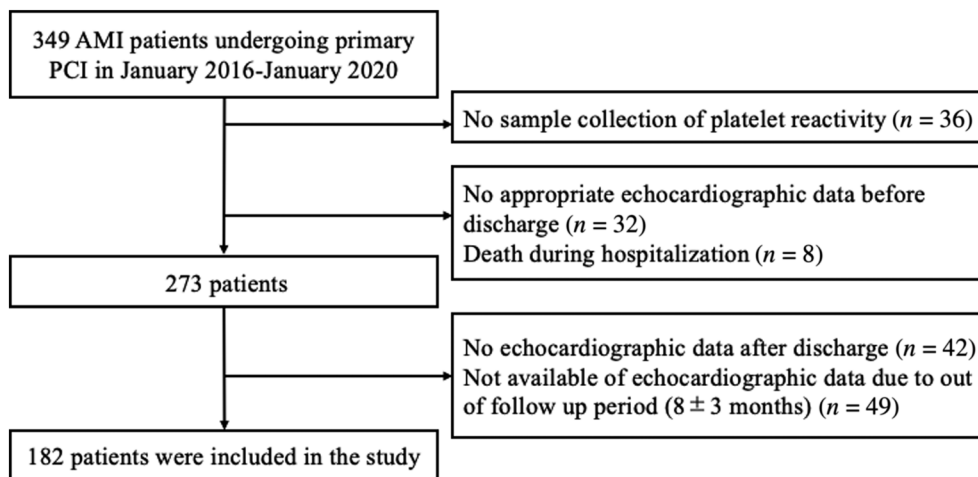 349 AMI patients undergoing primary
PCI in January 2016-January 2020
No sample collection of platelet reactivity (n = 36)
No appropriate echocardiographic data before
discharge (n = 32)
Death during hospitalization (n = 8)
273 patients
No echocardiographic data after discharge (n = 42)
Not available of echocardiographic data due to out
of follow up period (8 ± 3 months) (n = 49)
182 patients were included in the study